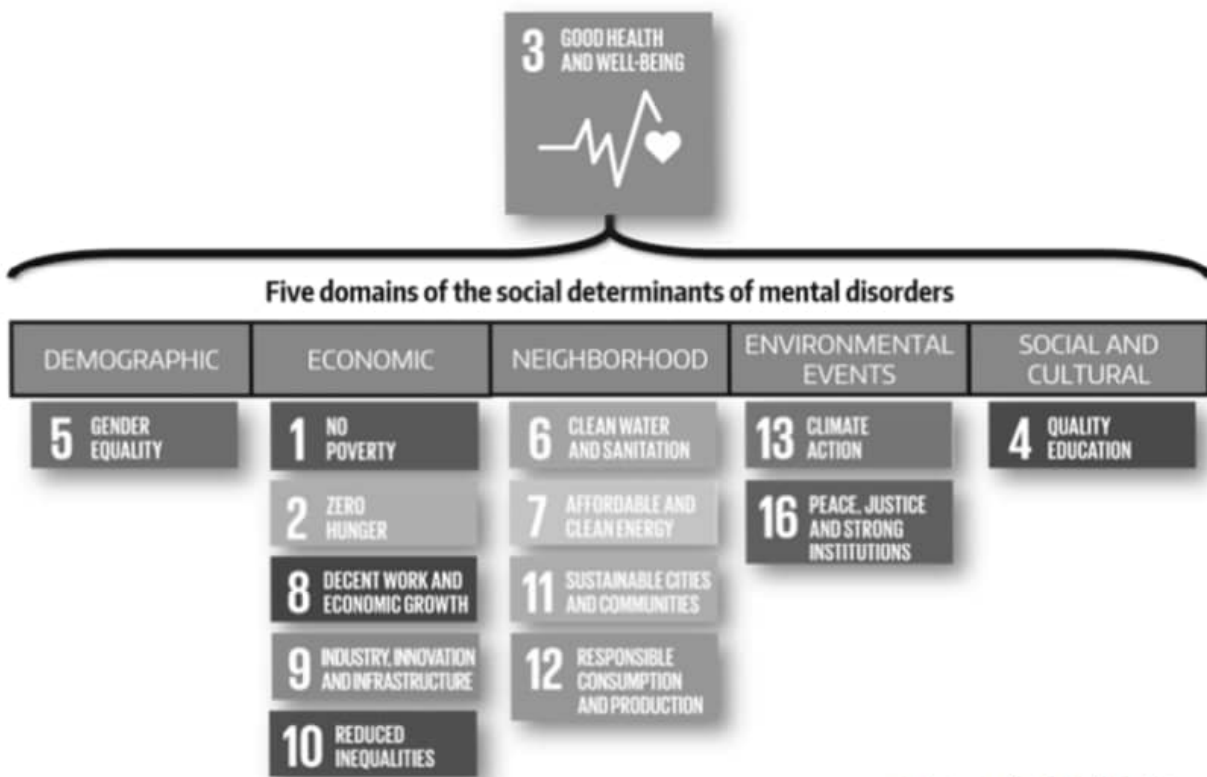 3 GOOD HEALTH
AND WELL-BEING
Five domains of the social determinants of mental disorders
DEMOGRAPHIC
ECONOMIC
NEIGHBORHOOD
ENVIRONMENTAL
EVENTS
SOCIAL AND
CULTURAL
5 GENDER
EQUALITY
1 NO
POVERTY
2 ZERO
HUNGER
8 DECENT WORK AND
ECONOMIC GROWTH
9 INDUSTRY, INNOVATION
AND INFRASTRUCTURE
10 REDUCED
INEQUALITIES
6 CLEAN WATER
AND SANITATION
7 AFFORDABLE AND
CLEAN ENERGY
11 SUSTAINABLE CITIES
AND COMMUNITIES
12 RESPONSIBLE
CONSUMPTION
AND PRODUCTION
13 CLIMATE
ACTION
16 PEACE, JUSTICE
AND STRONG
INSTITUTIONS
4 QUALITY
EDUCATION